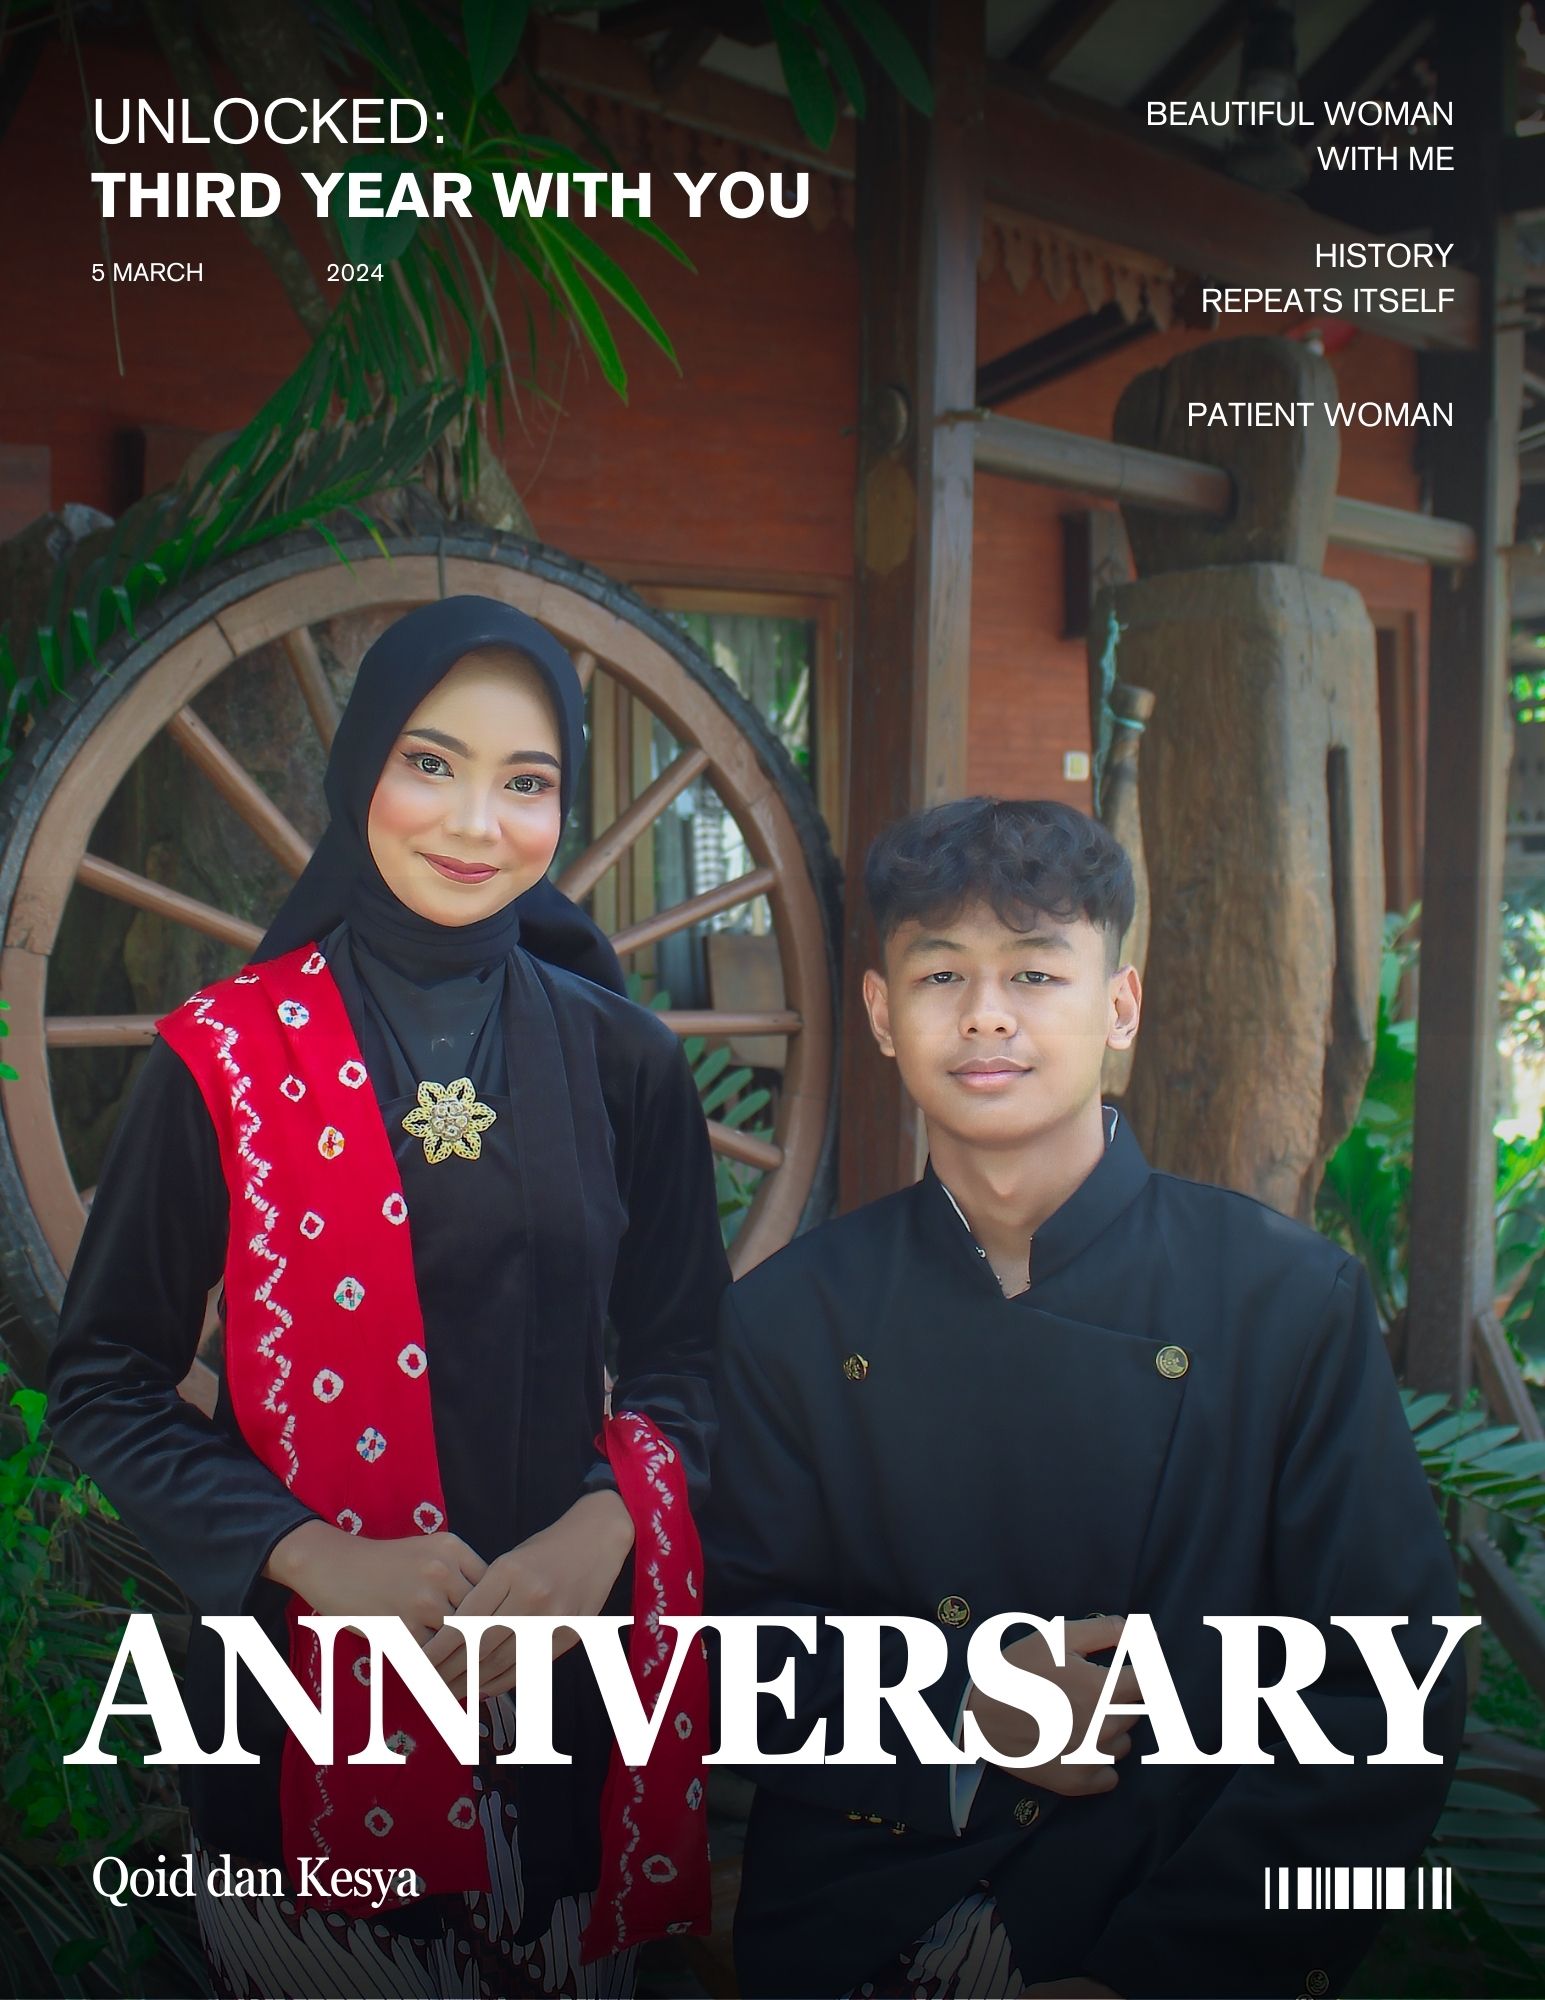 UNLOCKED:
THIRD YEAR WITH YOU
5 MARCH 2024
BEAUTIFUL WOMAN
WITH ME
HISTORY
REPEATS ITSELF
PATIENT WOMAN
ANNIVERSARY
Qoid dan Kesya